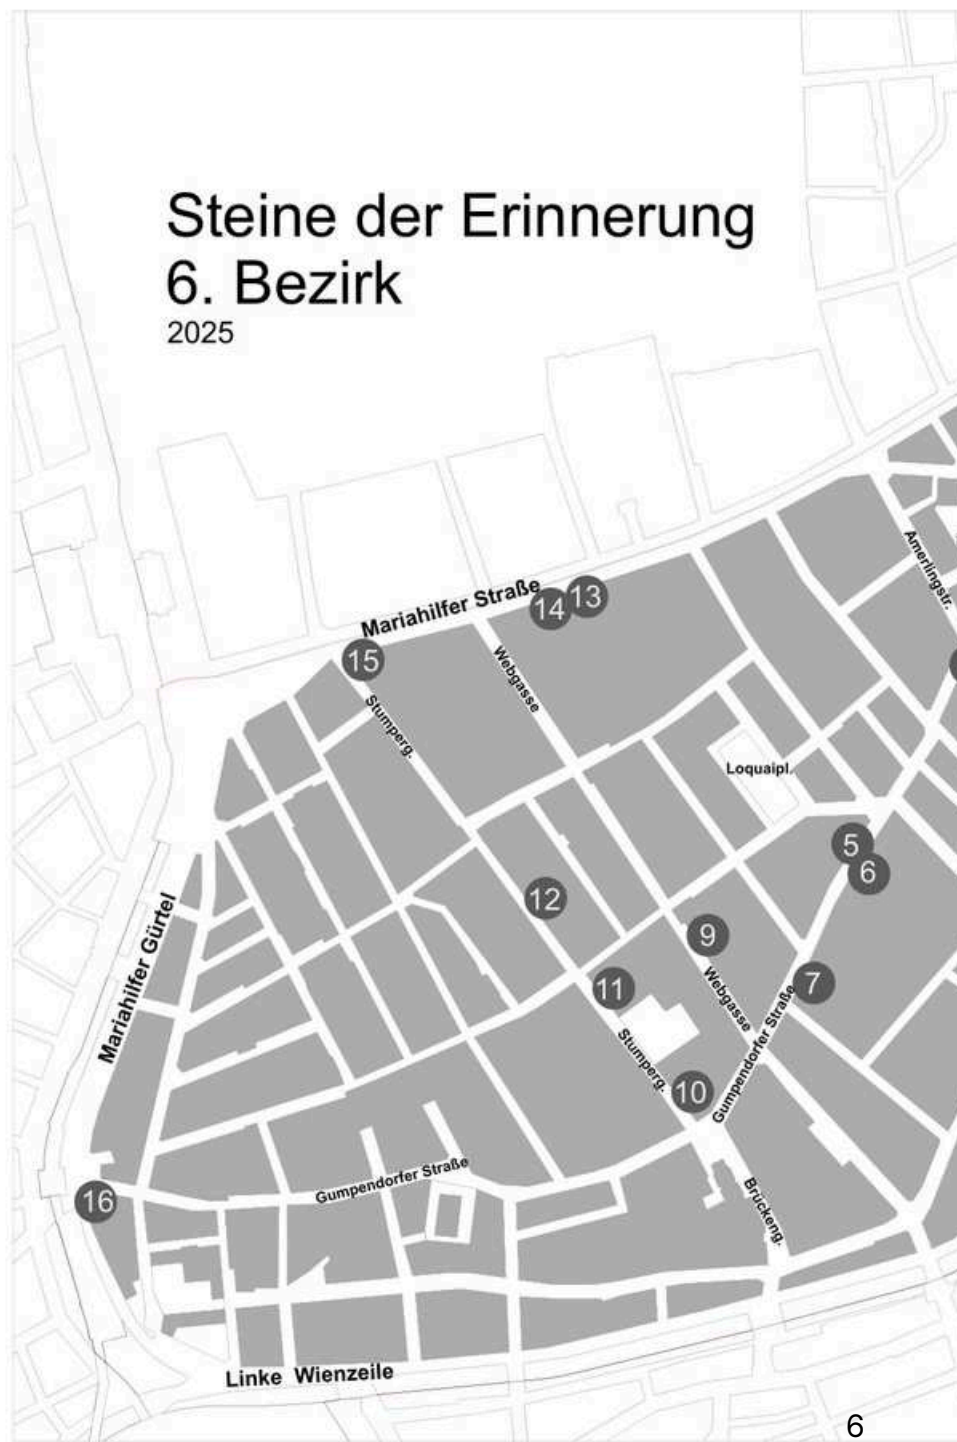 Steine der Erinnerung
6. Bezirk
2025
Amerlingstr.
Mariahilfer Straße
14
13
15
Webgasse
Stumperg.
Loquaipl.
5
6
12
9
Mariahilfer Gürtel
11
Webgasse
7
Gumpendorfer Straße
Stumperg.
10
Gumpendorfer Straße
16
Brückeng.
Linke Wienzeile
6